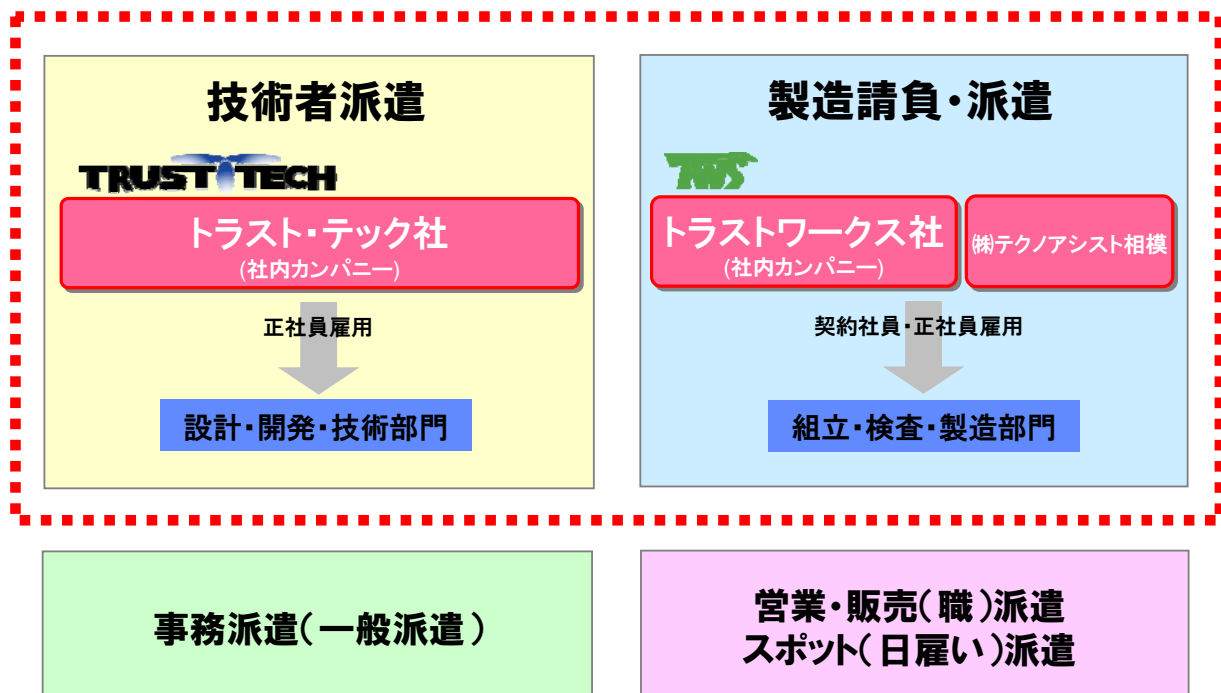 技術者派遣
TRUST TECH
トラスト・テック社
(社内カンパニー)
正社員雇用
設計・開発・技術部門
製造請負・派遣
TWS
トラストワークス社
(社内カンパニー)
㈱テクノアシスト相模
契約社員・正社員雇用
組立・検査・製造部門
事務派遣(一般派遣)
営業・販売(職)派遣
スポット(日雇い)派遣